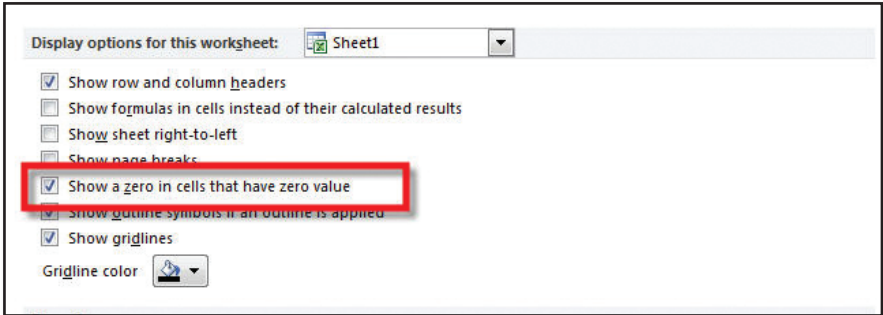 Display options for this worksheet: Sheet1
Show row and column headers
Show formulas in cells instead of their calculated results
Show sheet right-to-left
Show page breaks
Show a zero in cells that have zero value
Show outline symbols if an outline is applied
Show gridlines
Gridline color